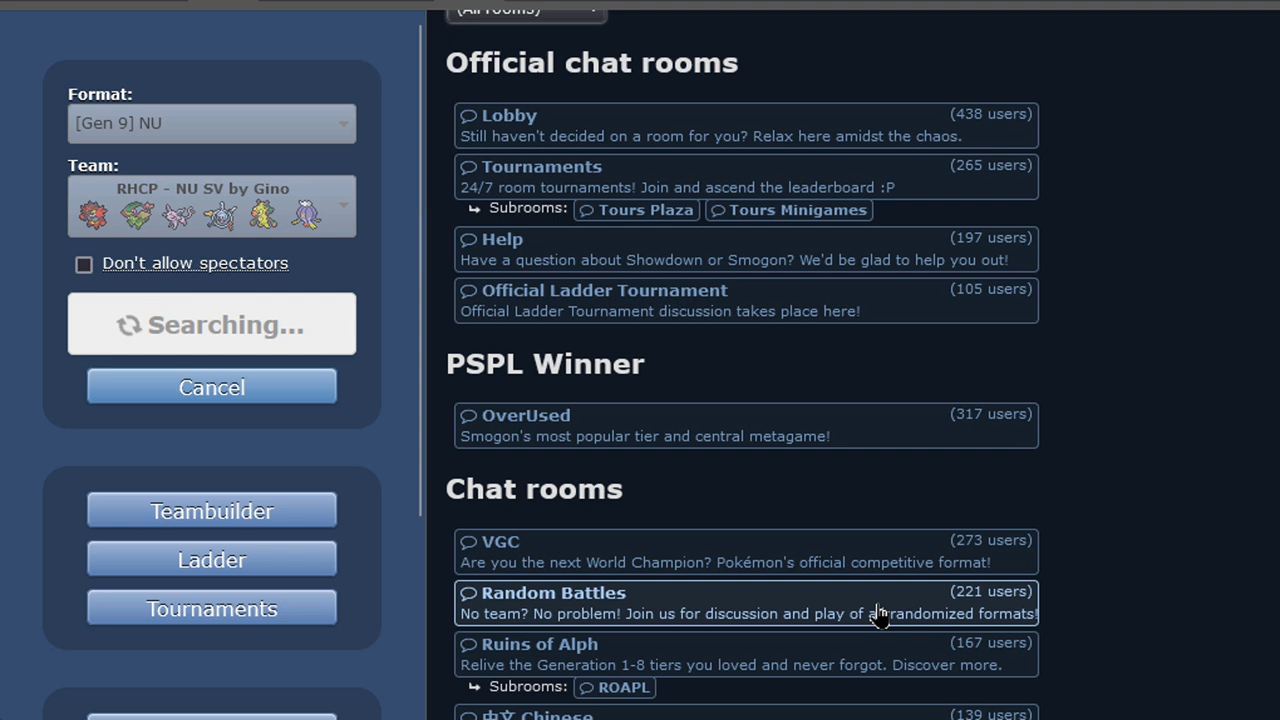 Format:
[Gen 9] NU
Team:
RHCP - NU SV by Gino
Don't allow spectators
Searching...
Cancel
Teambuilder
Ladder
Tournaments
(All rooms)
Official chat rooms
Lobby (438 users)
Still haven't decided on a room for you? Relax here amidst the chaos.
Tournaments (265 users)
24/7 room tournaments! Join and ascend the leaderboard :P
↳ Subrooms: Tours Plaza Tours Minigames
Help (197 users)
Have a question about Showdown or Smogon? We'd be glad to help you out!
Official Ladder Tournament (105 users)
Official Ladder Tournament discussion takes place here!
PSPL Winner
OverUsed (317 users)
Smogon's most popular tier and central metagame!
Chat rooms
VGC (273 users)
Are you the next World Champion? Pokémon's official competitive format!
Random Battles (221 users)
No team? No problem! Join us for discussion and play of randomized formats!
Ruins of Alph (167 users)
Relive the Generation 1-8 tiers you loved and never forgot. Discover more.
↳ Subrooms: ROAPL
中文 Chinese (139 users)